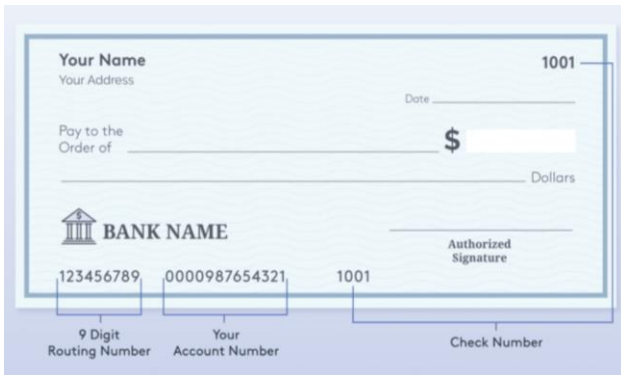 Your Name
1001
Your Address
Date
Pay to the
Order of
$
Dollars
BANK NAME
Authorized
Signature
123456789 0000987654321 1001
9 Digit
Routing Number
Your
Account Number
Check Number